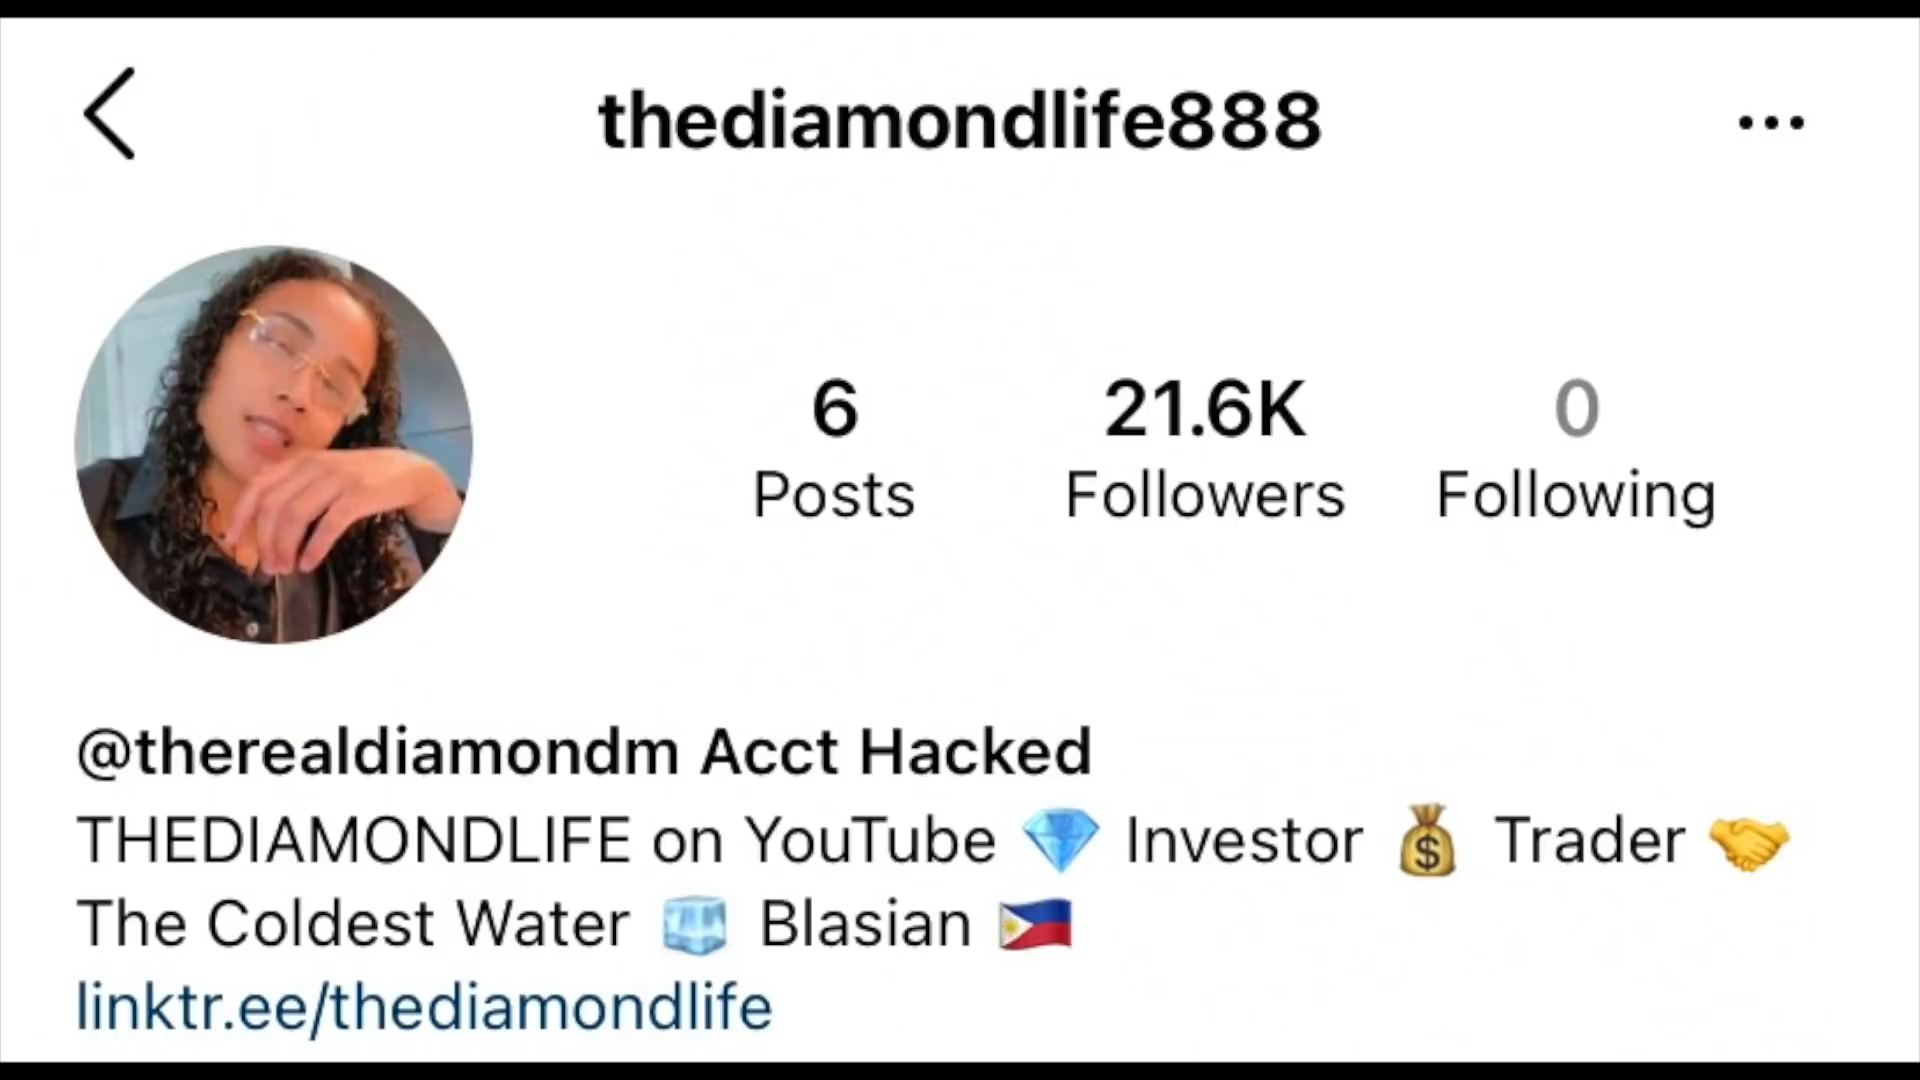 thediamondlife888
6 21.6K 0
Posts Followers Following
@therealdiamondm Acct Hacked
THEDIAMONDLIFE on YouTube 💎 Investor 💰 Trader 🤝
The Coldest Water 🧊 Blasian 🇵🇭
linktr.ee/thediamondlife